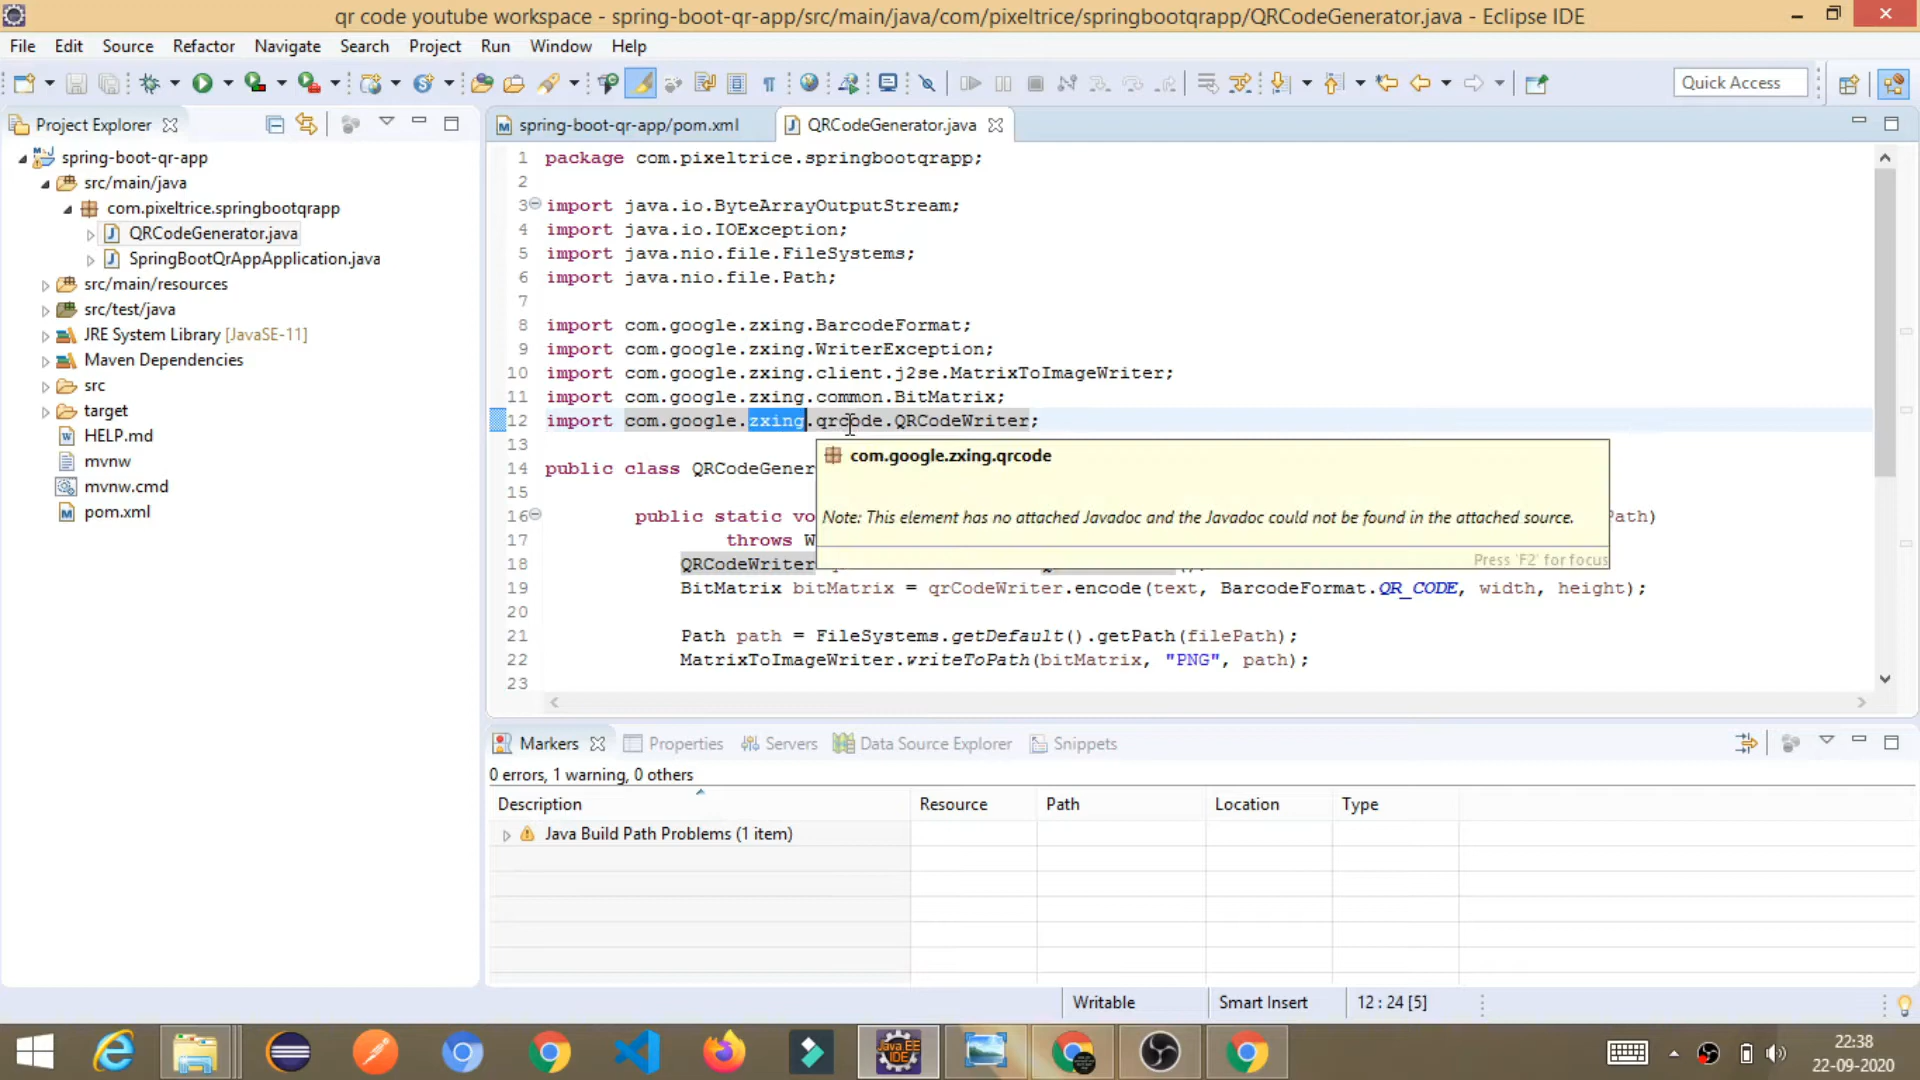 qr code youtube workspace - spring-boot-qr-app/src/main/java/com/pixeltrice/springbootqrapp/QRCodeGenerator.java - Eclipse IDE
File Edit Source Refactor Navigate Search Project Run Window Help
Quick Access
Project Explorer
spring-boot-qr-app
src/main/java
com.pixeltrice.springbootqrapp
QRCodeGenerator.java
SpringBootQrAppApplication.java
src/main/resources
src/test/java
JRE System Library [JavaSE-11]
Maven Dependencies
src
target
HELP.md
mvnw
mvnw.cmd
pom.xml
spring-boot-qr-app/pom.xml QRCodeGenerator.java
1 package com.pixeltrice.springbootqrapp;
2
3 import java.io.ByteArrayOutputStream;
4 import java.io.IOException;
5 import java.nio.file.FileSystems;
6 import java.nio.file.Path;
7
8 import com.google.zxing.BarcodeFormat;
9 import com.google.zxing.WriterException;
10 import com.google.zxing.client.j2se.MatrixToImageWriter;
11 import com.google.zxing.common.BitMatrix;
12 import com.google.zxing.qrcode.QRCodeWriter;
13
14 public class QRCodeGener
15
16 public static vo ath)
17 throws W
18 QRCodeWriter
19 BitMatrix bitMatrix = qrCodeWriter.encode(text, BarcodeFormat.QR_CODE, width, height);
20
21 Path path = FileSystems.getDefault().getPath(filePath);
22 MatrixToImageWriter.writeToPath(bitMatrix, "PNG", path);
23
com.google.zxing.qrcode
Note: This element has no attached Javadoc and the Javadoc could not be found in the attached source.
Press 'F2' for focus
Markers Properties Servers Data Source Explorer Snippets
0 errors, 1 warning, 0 others
Description Resource Path Location Type
Java Build Path Problems (1 item)
Writable Smart Insert 12 : 24 [5]
Java EE
IDE
22:38
22-09-2020